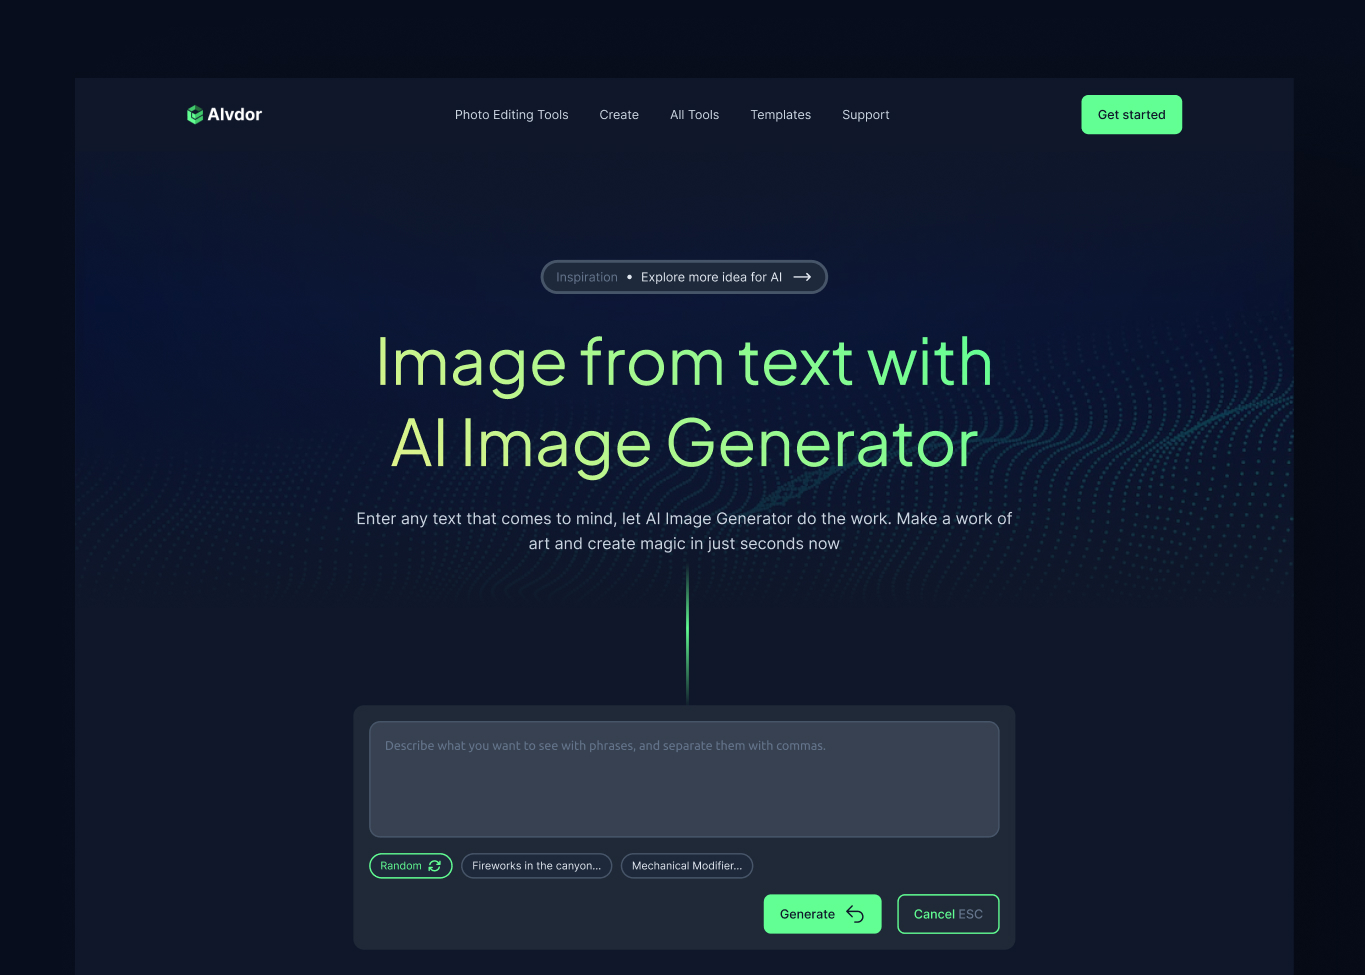 Alvdor
Photo Editing Tools
Create
All Tools
Templates
Support
Get started
Inspiration • Explore more idea for AI
Image from text with
AI Image Generator
Enter any text that comes to mind, let AI Image Generator do the work. Make a work of
art and create magic in just seconds now
Describe what you want to see with phrases, and separate them with commas.
Random
Fireworks in the canyon...
Mechanical Modifier...
Generate
Cancel ESC